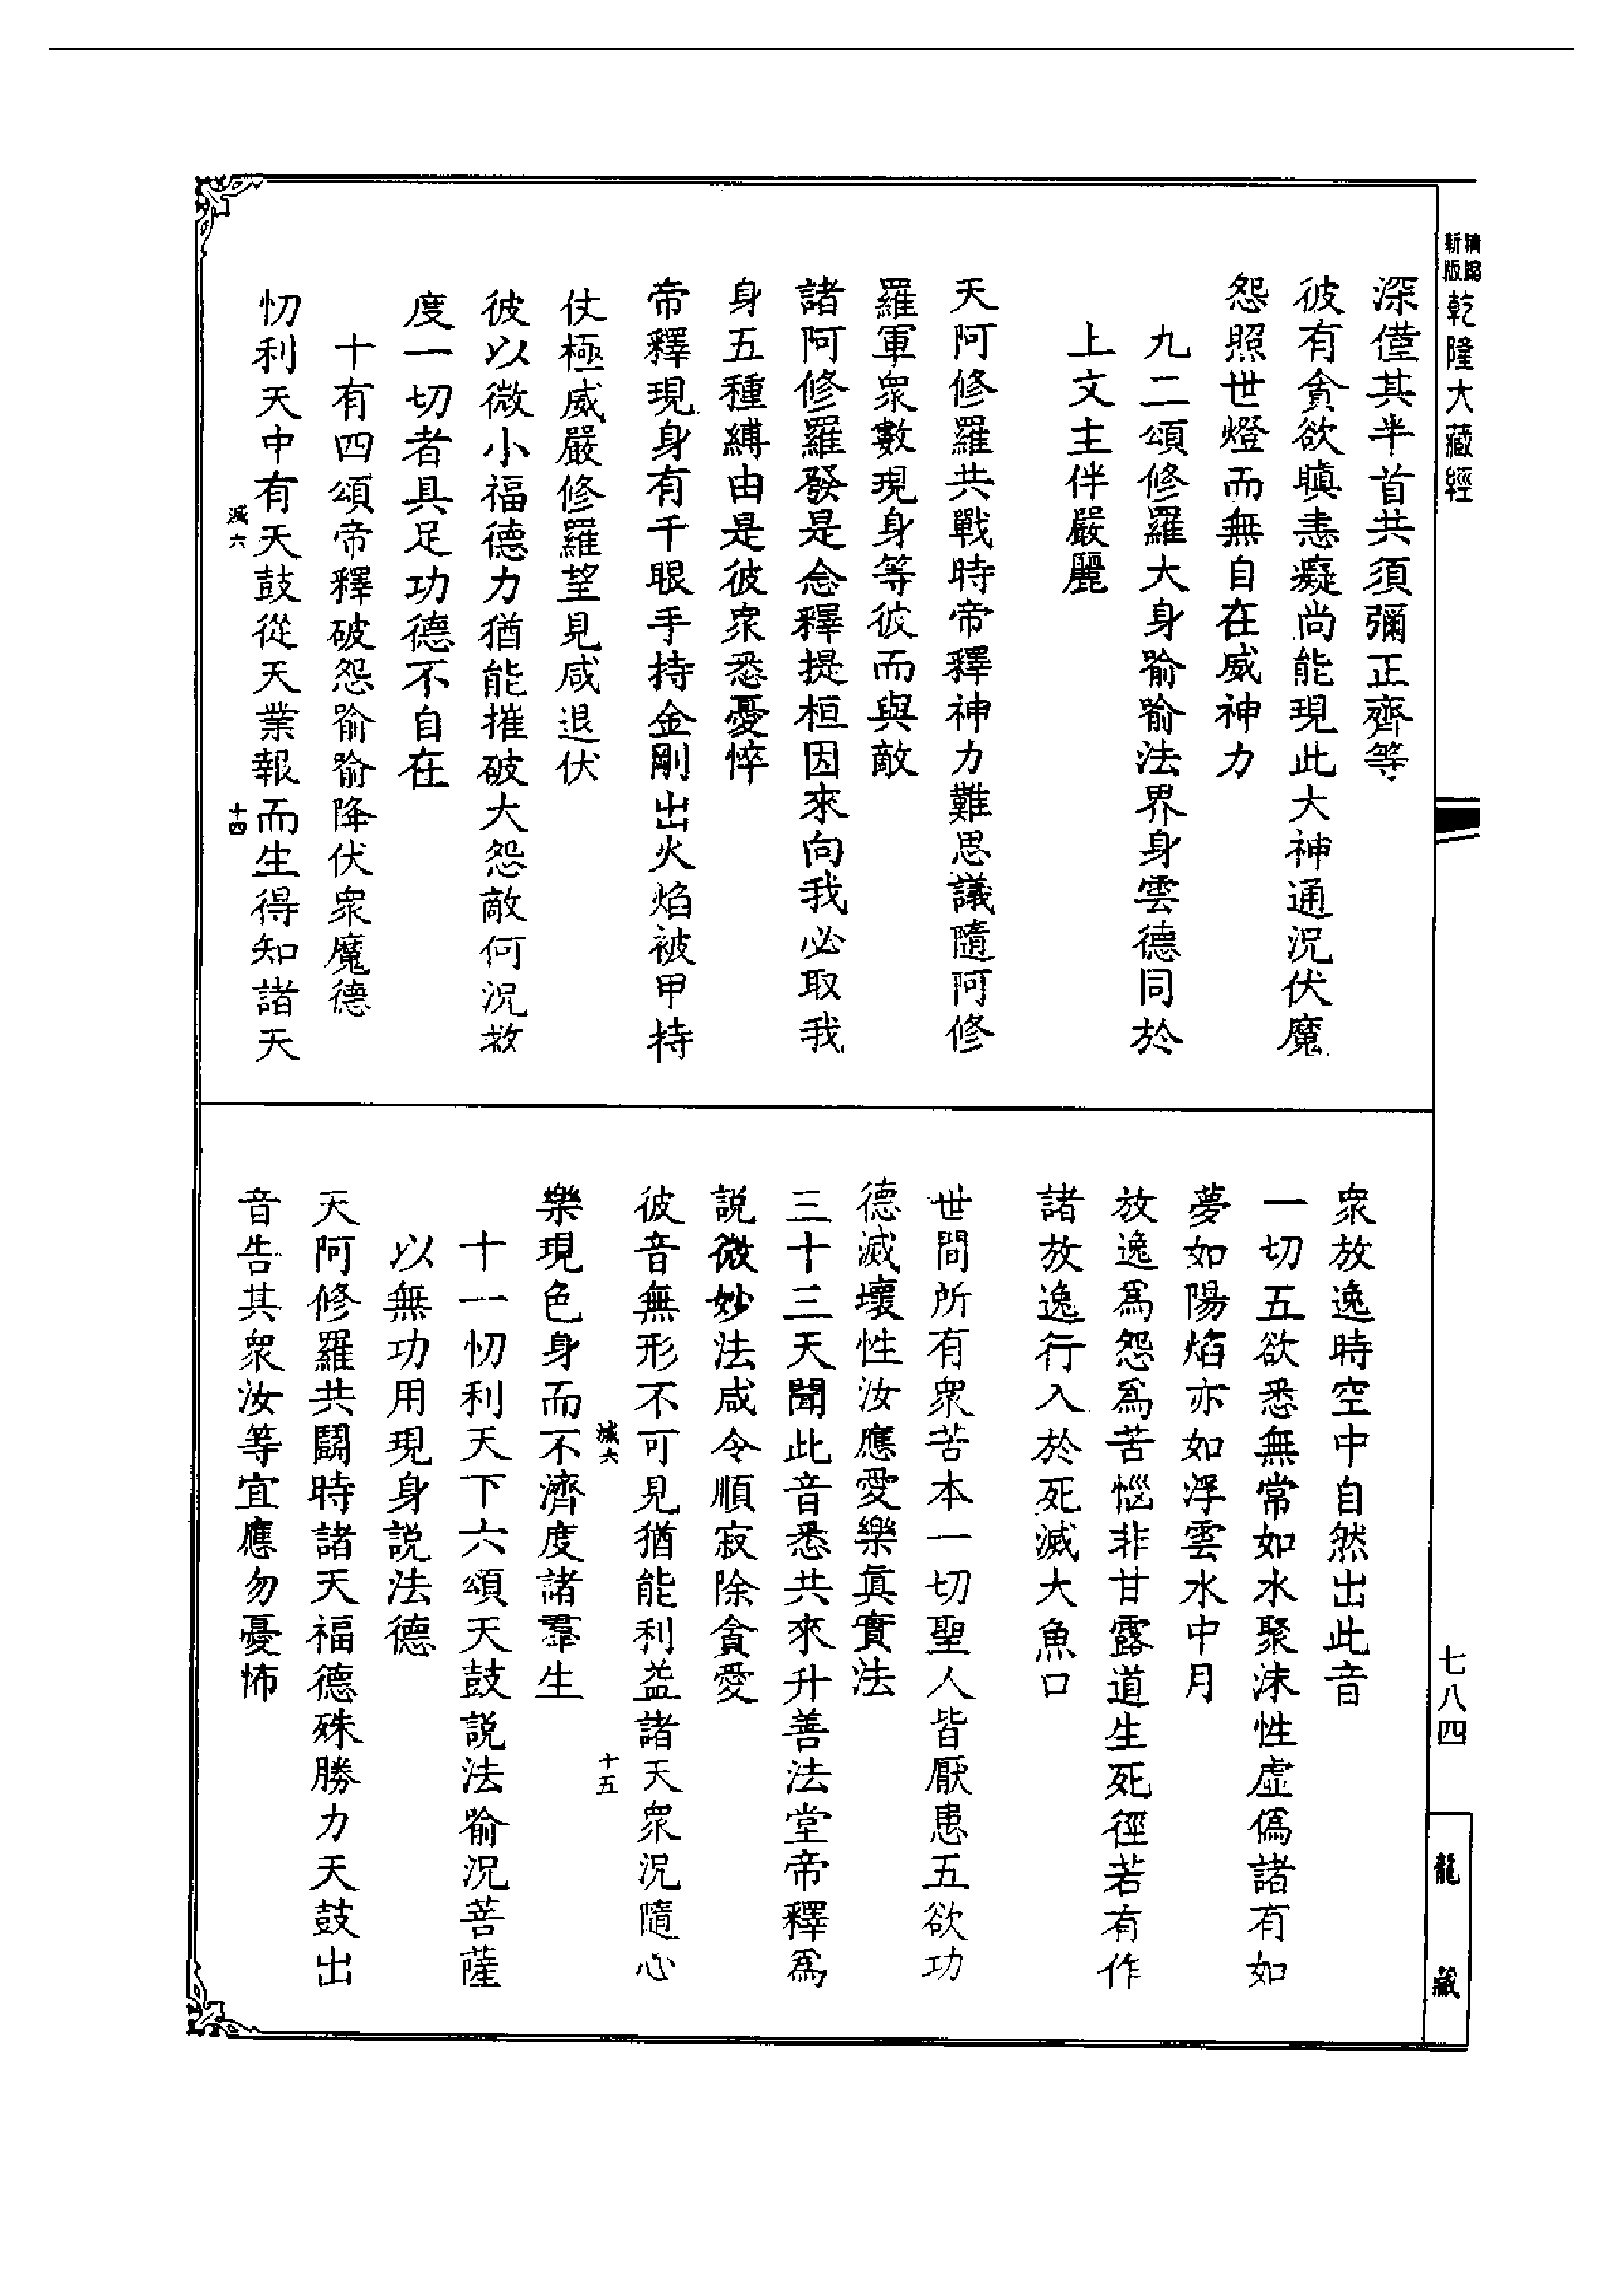 新版
精縮
乾隆大藏經
深僅其半首共須彌正齊等
彼有貪欲瞋恚癡尚能現此大神通況伏魔
怨照世燈而無自在威神力
九二頌修羅大身喻喻法界身雲德同於
上文主伴嚴麗
天阿修羅共戰時帝釋神力難思議隨阿修
羅軍衆數現身等彼而與敵
諸阿修羅發是念釋提桓因來向我必取我
身五種縛由是彼衆悉憂悴
帝釋現身有千眼手持金剛出火焰被甲持
仗極威嚴修羅望見咸退伏
彼以微小福德力猶能摧破大怨敵何況救
度一切者具足功德不自在
十有四頌帝釋破怨喻喻降伏衆魔德
忉利天中有天鼓從天業報而生得知諸天
滅六
十四
衆放逸時空中自然出此音
一切五欲悉無常如水聚沫性虛僞諸有如
夢如陽焰亦如浮雲水中月
放逸爲怨爲苦惱非甘露道生死徑若有作
諸放逸行入於死滅大魚口
世間所有衆苦本一切聖人皆厭患五欲功
德滅壞性汝應愛樂眞實法
三十三天聞此音悉共來升善法堂帝釋爲
説微妙法咸令順寂除貪愛
彼音無形不可見猶能利益諸天衆況隨心
滅六
十五
樂現色身而不濟度諸羣生
十一忉利天下六頌天鼓説法喻況菩薩
以無功用現身説法德
天阿修羅共鬪時諸天福德殊勝力天鼓出
音告其衆汝等宜應勿憂怖
七八四
龍藏